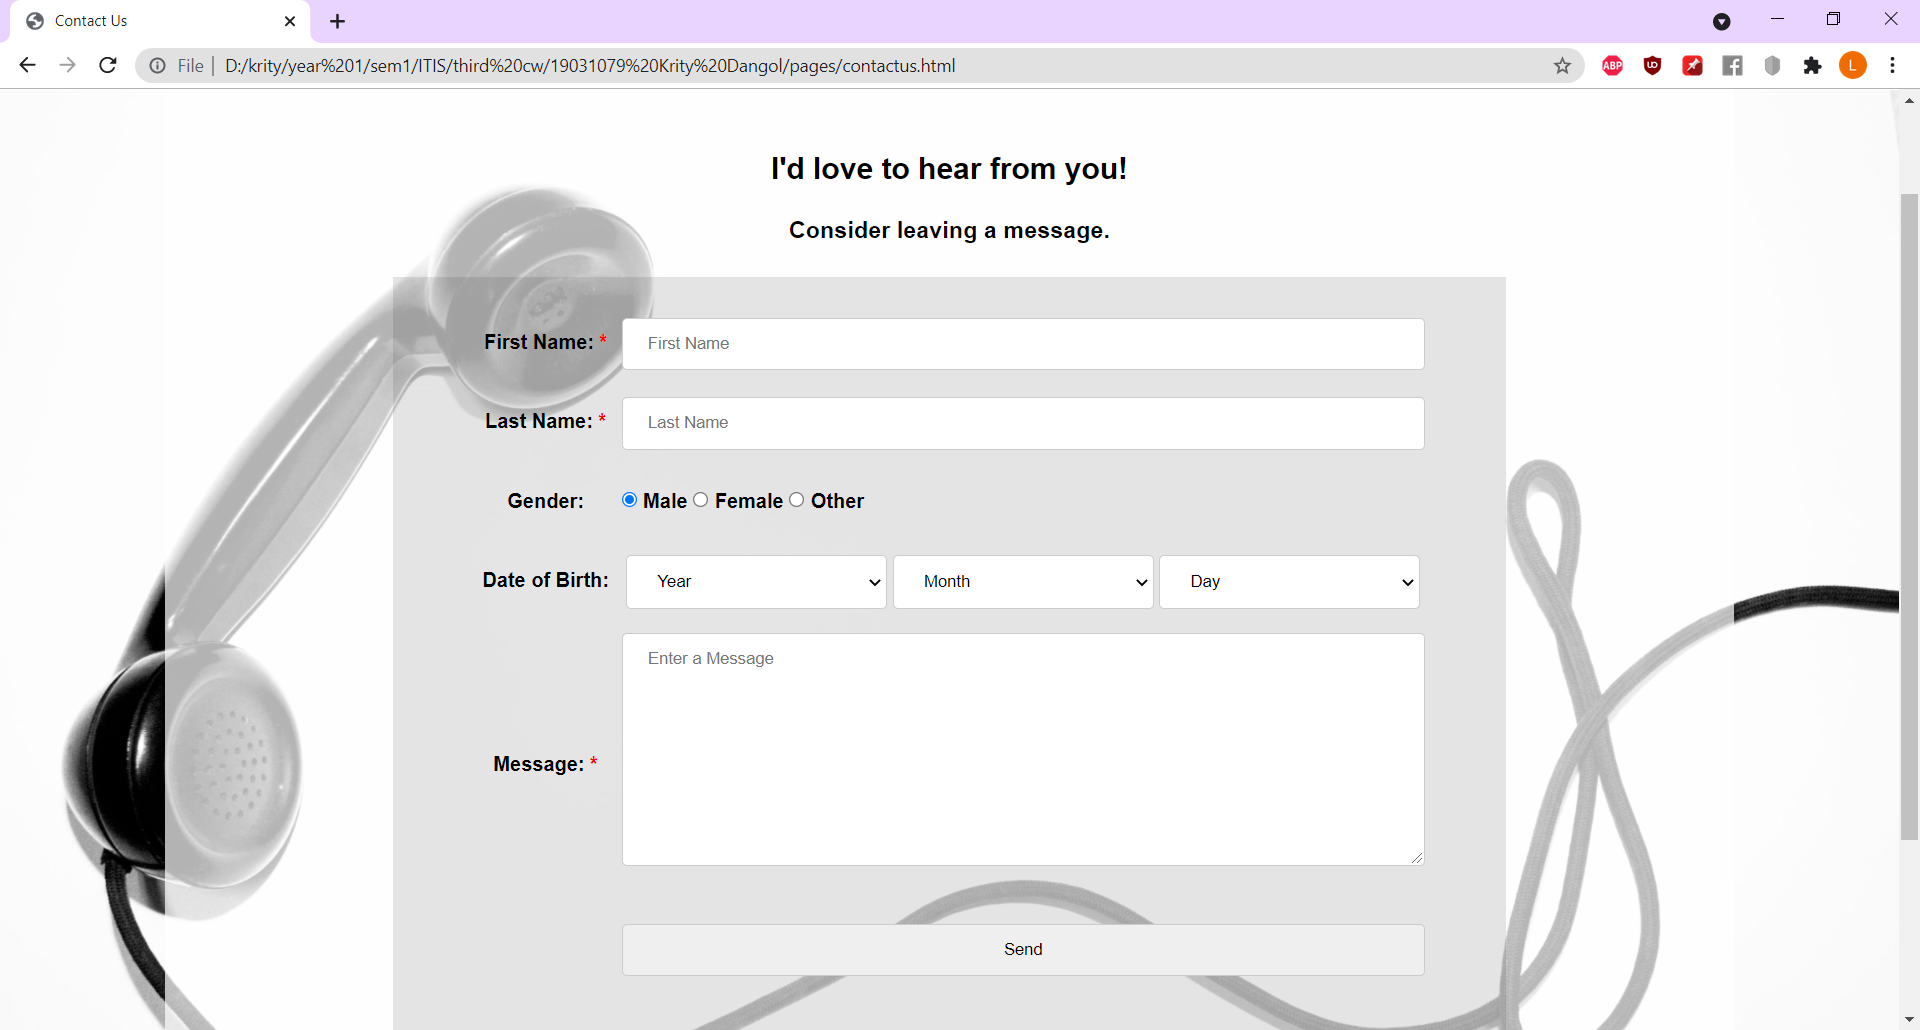 Contact Us
File D:/krity/year%201/sem1/ITIS/third%20cw/19031079%20Krity%20Dangol/pages/contactus.html
ABP
L
I'd love to hear from you!
Consider leaving a message.
First Name: * First Name
Last Name: * Last Name
Gender: Male Female Other
Date of Birth: Year Month Day
Enter a Message
Message: *
Send